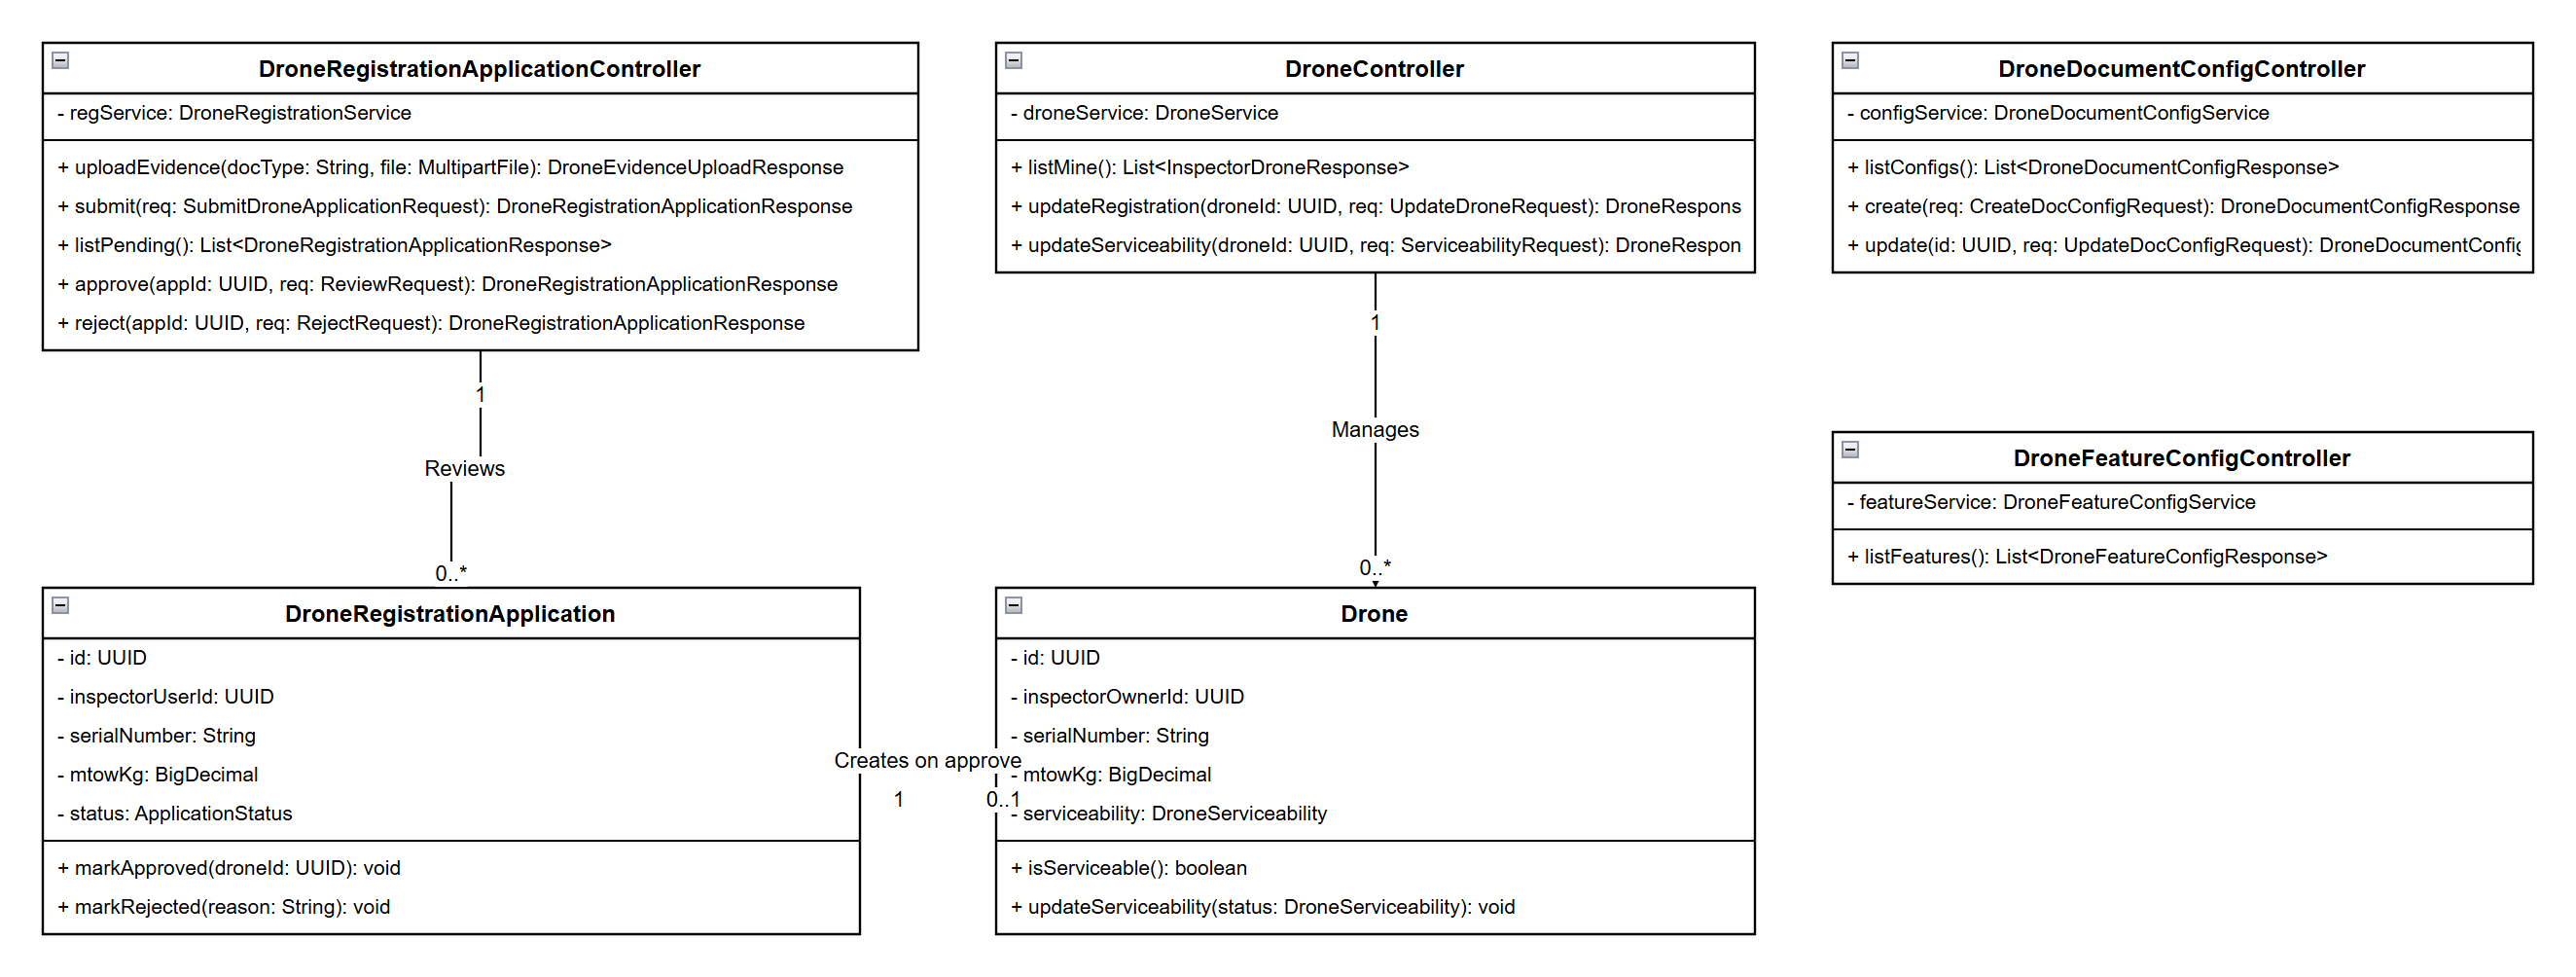 DroneRegistrationApplicationController
- regService: DroneRegistrationService
+ uploadEvidence(docType: String, file: MultipartFile): DroneEvidenceUploadResponse
+ submit(req: SubmitDroneApplicationRequest): DroneRegistrationApplicationResponse
+ listPending(): List<DroneRegistrationApplicationResponse>
+ approve(appId: UUID, req: ReviewRequest): DroneRegistrationApplicationResponse
+ reject(appId: UUID, req: RejectRequest): DroneRegistrationApplicationResponse
DroneController
- droneService: DroneService
+ listMine(): List<InspectorDroneResponse>
+ updateRegistration(droneId: UUID, req: UpdateDroneRequest): DroneRespons
+ updateServiceability(droneId: UUID, req: ServiceabilityRequest): DroneRespon
DroneDocumentConfigController
- configService: DroneDocumentConfigService
+ listConfigs(): List<DroneDocumentConfigResponse>
+ create(req: CreateDocConfigRequest): DroneDocumentConfigResponse
+ update(id: UUID, req: UpdateDocConfigRequest): DroneDocumentConfig
1
Reviews
0..*
1
Manages
0..*
DroneFeatureConfigController
- featureService: DroneFeatureConfigService
+ listFeatures(): List<DroneFeatureConfigResponse>
DroneRegistrationApplication
- id: UUID
- inspectorUserId: UUID
- serialNumber: String
- mtowKg: BigDecimal
- status: ApplicationStatus
+ markApproved(droneId: UUID): void
+ markRejected(reason: String): void
Creates on approve
1
0..1
Drone
- id: UUID
- inspectorOwnerId: UUID
- serialNumber: String
- mtowKg: BigDecimal
- serviceability: DroneServiceability
+ isServiceable(): boolean
+ updateServiceability(status: DroneServiceability): void